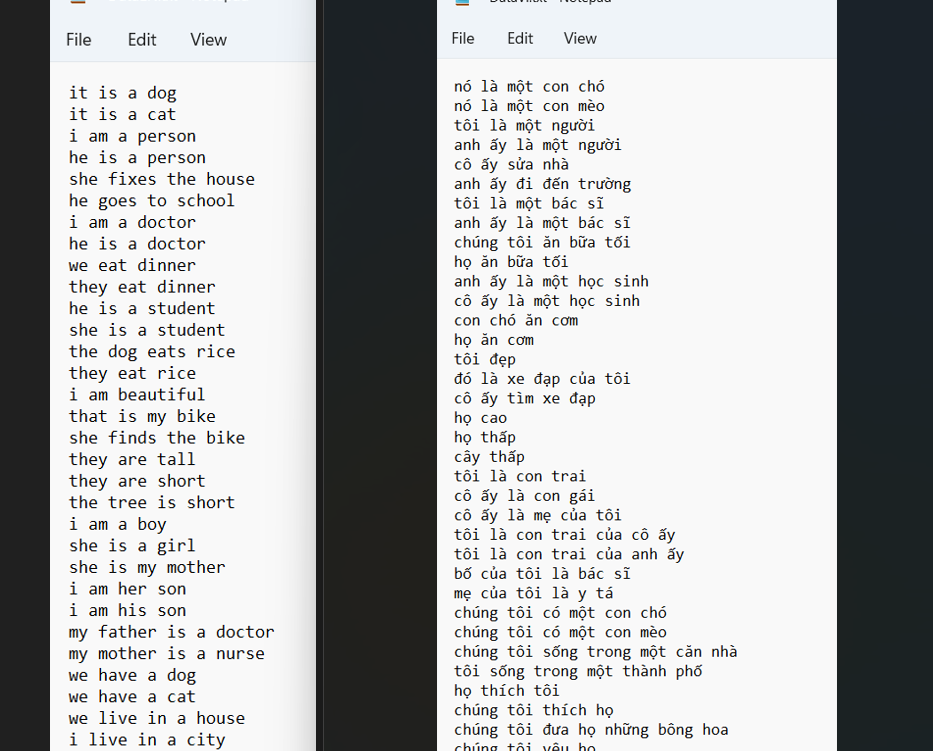 File Edit View
it is a dog
it is a cat
i am a person
he is a person
she fixes the house
he goes to school
i am a doctor
he is a doctor
we eat dinner
they eat dinner
he is a student
she is a student
the dog eats rice
they eat rice
i am beautiful
that is my bike
she finds the bike
they are tall
they are short
the tree is short
i am a boy
she is a girl
she is my mother
i am her son
i am his son
my father is a doctor
my mother is a nurse
we have a dog
we have a cat
we live in a house
i live in a city
File Edit View
nó là một con chó
nó là một con mèo
tôi là một người
anh ấy là một người
cô ấy sửa nhà
anh ấy đi đến trường
tôi là một bác sĩ
anh ấy là một bác sĩ
chúng tôi ăn bữa tối
họ ăn bữa tối
anh ấy là một học sinh
cô ấy là một học sinh
con chó ăn cơm
họ ăn cơm
tôi đẹp
đó là xe đạp của tôi
cô ấy tìm xe đạp
họ cao
họ thấp
cây thấp
tôi là con trai
cô ấy là con gái
cô ấy là mẹ của tôi
tôi là con trai của cô ấy
tôi là con trai của anh ấy
bố của tôi là bác sĩ
mẹ của tôi là y tá
chúng tôi có một con chó
chúng tôi có một con mèo
chúng tôi sống trong một căn nhà
tôi sống trong một thành phố
họ thích tôi
chúng tôi thích họ
chúng tôi đưa họ những bông hoa
chúng tôi yêu họ